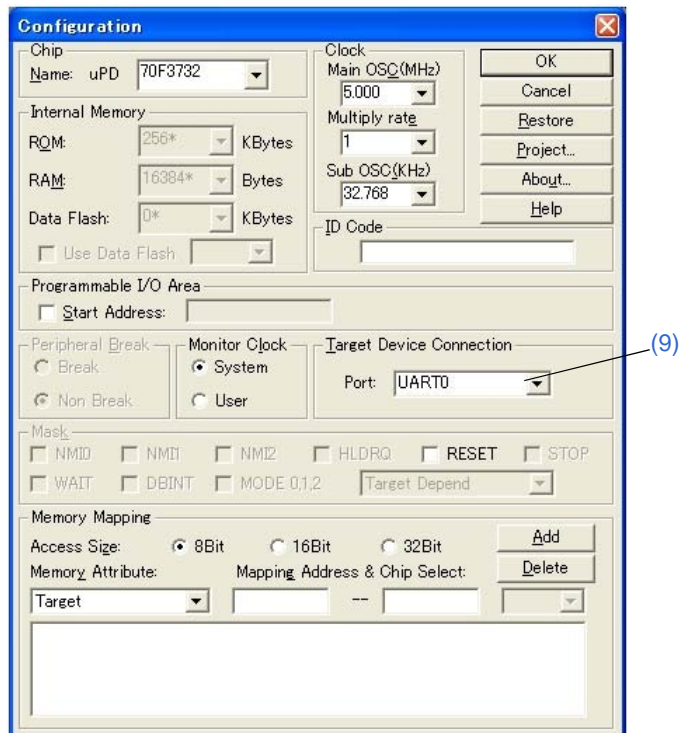 Configuration
Chip
Name: uPD 70F3732
Clock
Main OSC(MHz)
5.000
Multiply rate
1
Sub OSC(KHz)
32.768
OK
Cancel
Restore
Project...
About...
Help
Internal Memory
ROM: 256* KBytes
RAM: 16384* Bytes
Data Flash: 0* KBytes
Use Data Flash
ID Code
Programmable I/O Area
Start Address:
Peripheral Break
Break
Non Break
Monitor Clock
System
User
Target Device Connection
Port: UART0
(9)
Mask
NMI0 NMI1 NMI2 HLDRQ RESET STOP
WAIT DBINT MODE 0,1,2 Target Depend
Memory Mapping
Access Size: 8Bit 16Bit 32Bit
Add
Memory Attribute: Mapping Address & Chip Select:
Delete
Target --